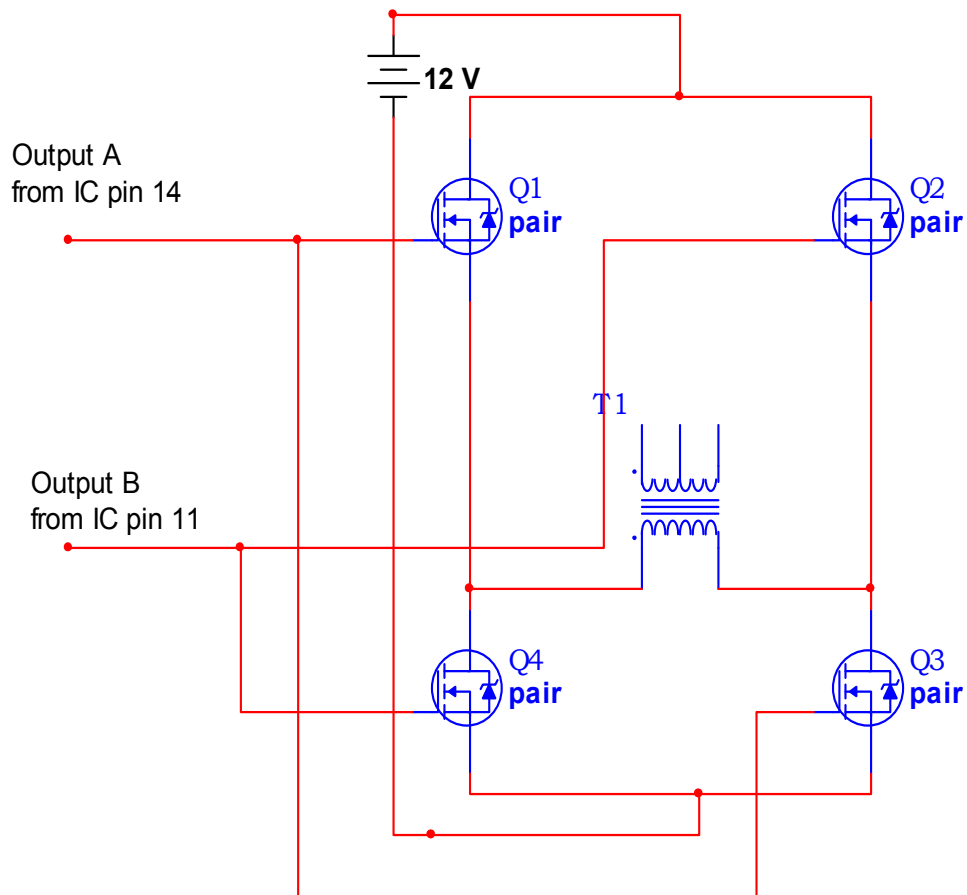 12 V
Output A
from IC pin 14
Q1
pair
Q2
pair
T1
Output B
from IC pin 11
Q4
pair
Q3
pair